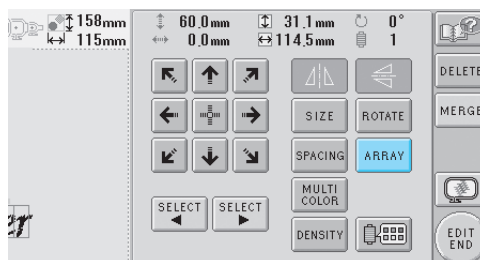 158mm 60.0mm 31.1mm 0°
115mm 0.0mm 114.5mm 1
DELETE
SIZE ROTATE MERGE
SPACING ARRAY
MULTI
COLOR
SELECT SELECT
DENSITY
EDIT
END
er